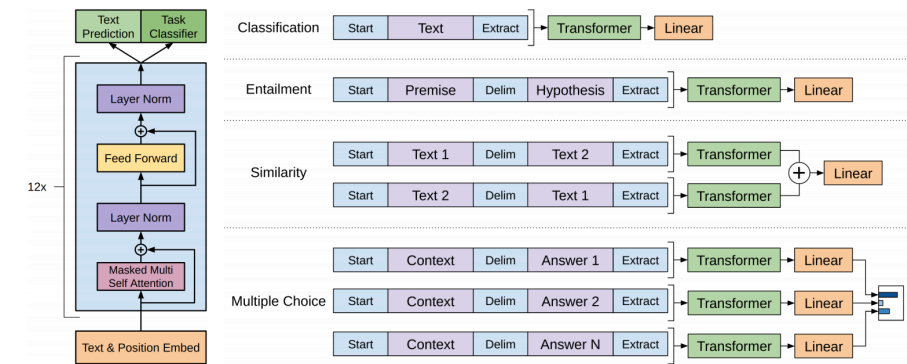 Text
Prediction
Task
Classifier
Layer Norm
Feed Forward
12x
Layer Norm
Masked Multi
Self Attention
Text & Position Embed
Classification
Start Text Extract Transformer Linear
Entailment
Start Premise Delim Hypothesis Extract Transformer Linear
Similarity
Start Text 1 Delim Text 2 Extract Transformer
Start Text 2 Delim Text 1 Extract Transformer
Linear
Multiple Choice
Start Context Delim Answer 1 Extract Transformer Linear
Start Context Delim Answer 2 Extract Transformer Linear
Start Context Delim Answer N Extract Transformer Linear